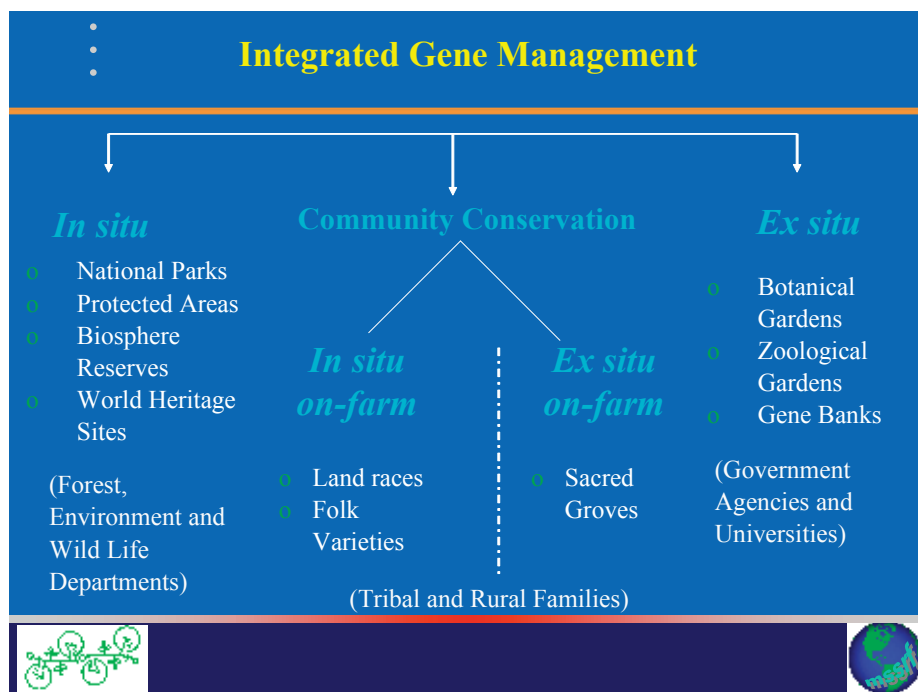 Integrated Gene Management
In situ
o National Parks
o Protected Areas
o Biosphere
Reserves
o World Heritage
Sites
(Forest,
Environment and
Wild Life
Departments)
Community Conservation
In situ
on-farm
o Land races
o Folk
Varieties
Ex situ
on-farm
o Sacred
Groves
(Tribal and Rural Families)
Ex situ
o Botanical
Gardens
o Zoological
Gardens
o Gene Banks
(Government
Agencies and
Universities)
mssrf